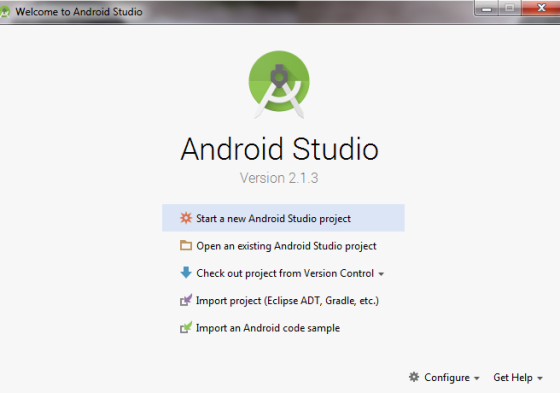 Welcome to Android Studio
Android Studio
Version 2.1.3
Start a new Android Studio project
Open an existing Android Studio project
Check out project from Version Control
Import project (Eclipse ADT, Gradle, etc.)
Import an Android code sample
Configure Get Help